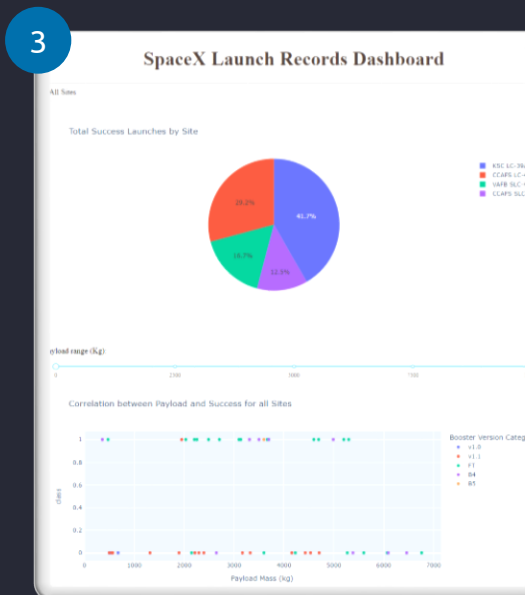 3
SpaceX Launch Records Dashboard
All Sites
Total Success Launches by Site
41.7%
29.2%
16.7%
12.5%
KSC LC-39
CCAFS LC-
VAFB SLC
CCAFS SLC
yload range (Kg)
0 2500 5000 7500
Correlation between Payload and Success for all Sites
class
1
0.8
0.6
0.4
0.2
0
0 1000 2000 3000 4000 5000 6000 7000
Payload Mass (kg)
Booster Version Categ
v1.0
v1.1
FT
B4
B5